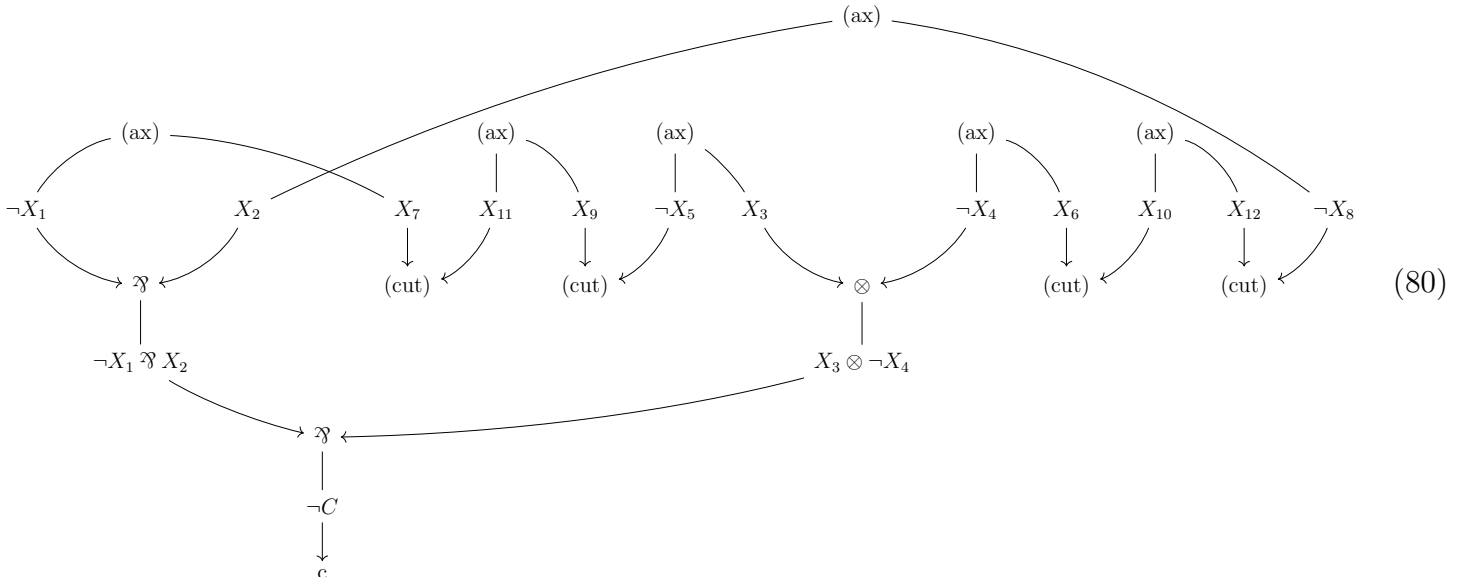 (ax)
(ax) (ax) (ax) (ax) (ax)
¬X₁ X₂ X₇ X₁₁ X₉ ¬X₅ X₃ ¬X₄ X₆ X₁₀ X₁₂ ¬X₈
⅋ (cut) (cut) ⊗ (cut) (cut) (80)
¬X₁ ⅋ X₂ X₃ ⊗ ¬X₄
⅋
¬C
c